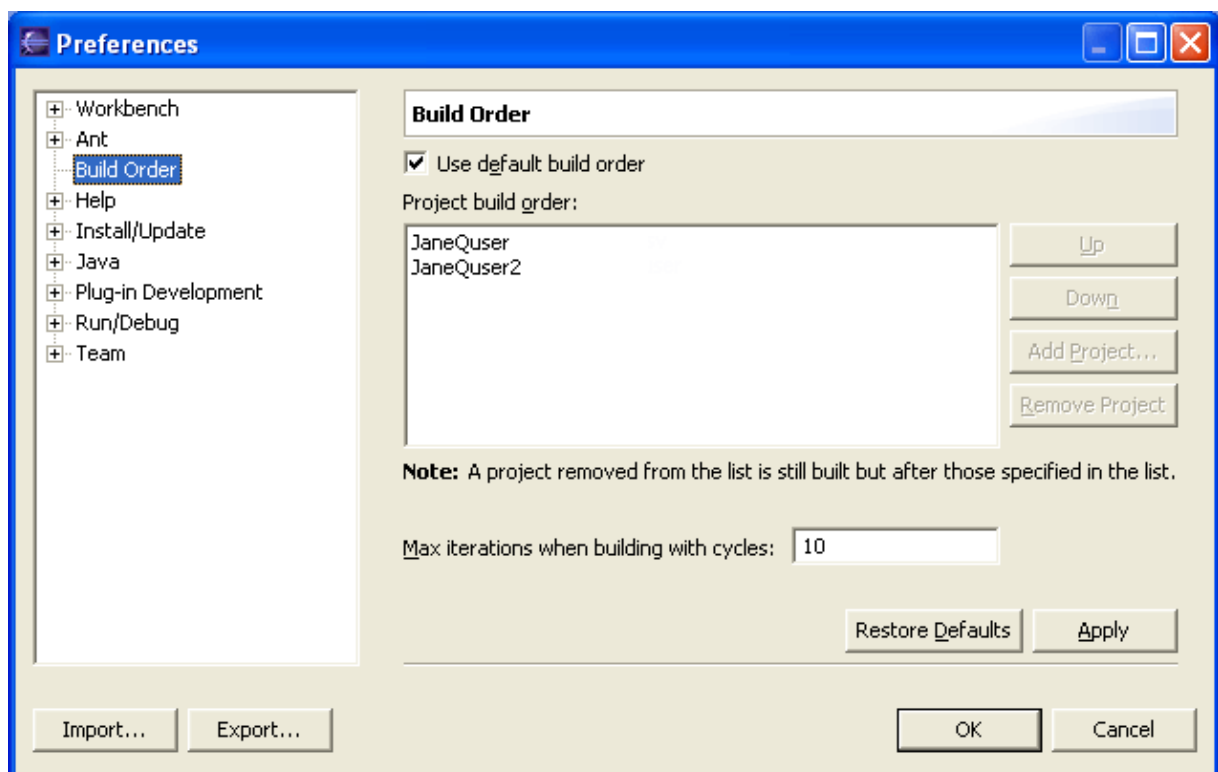 Preferences
Workbench
Ant
Build Order
Help
Install/Update
Java
Plug-in Development
Run/Debug
Team
Build Order
Use default build order
Project build order:
JaneQuser
JaneQuser2
Up
Down
Add Project...
Remove Project
Note: A project removed from the list is still built but after those specified in the list.
Max iterations when building with cycles: 10
Restore Defaults Apply
Import... Export... OK Cancel